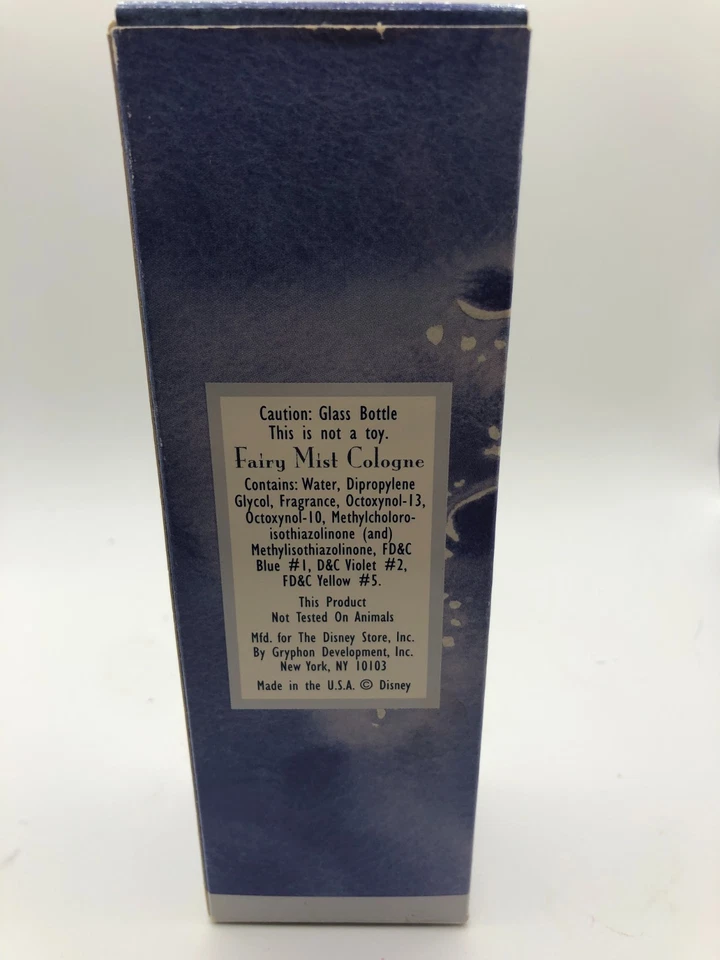 Caution: Glass Bottle
This is not a toy.
Fairy Mist Cologne
Contains: Water, Dipropylene
Glycol, Fragrance, Octoxynol-13,
Octoxynol-10, Methylcholoro-
isothiazolinone (and)
Methylisothiazolinone, FD&C
Blue #1, D&C Violet #2,
FD&C Yellow #5.
This Product
Not Tested On Animals
Mfd. for The Disney Store, Inc.
By Gryphon Development, Inc.
New York, NY 10103
Made in the U.S.A. © Disney